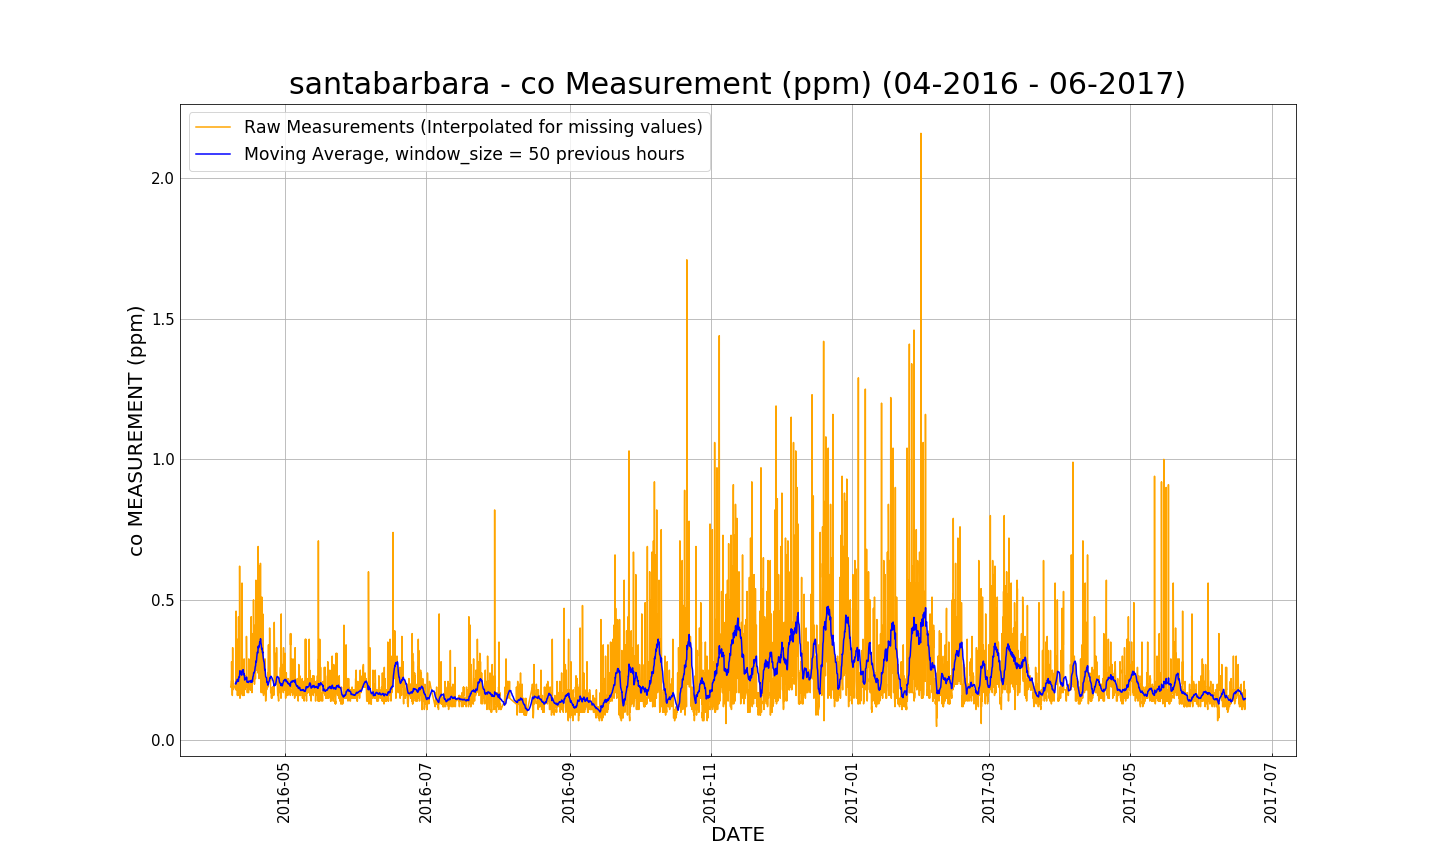 santabarbara - co Measurement (ppm) (04-2016 - 06-2017)
Raw Measurements (Interpolated for missing values)
Moving Average, window_size = 50 previous hours
co MEASUREMENT (ppm)
2.0
1.5
1.0
0.5
0.0
2016-05
2016-07
2016-09
2016-11
2017-01
2017-03
2017-05
2017-07
DATE